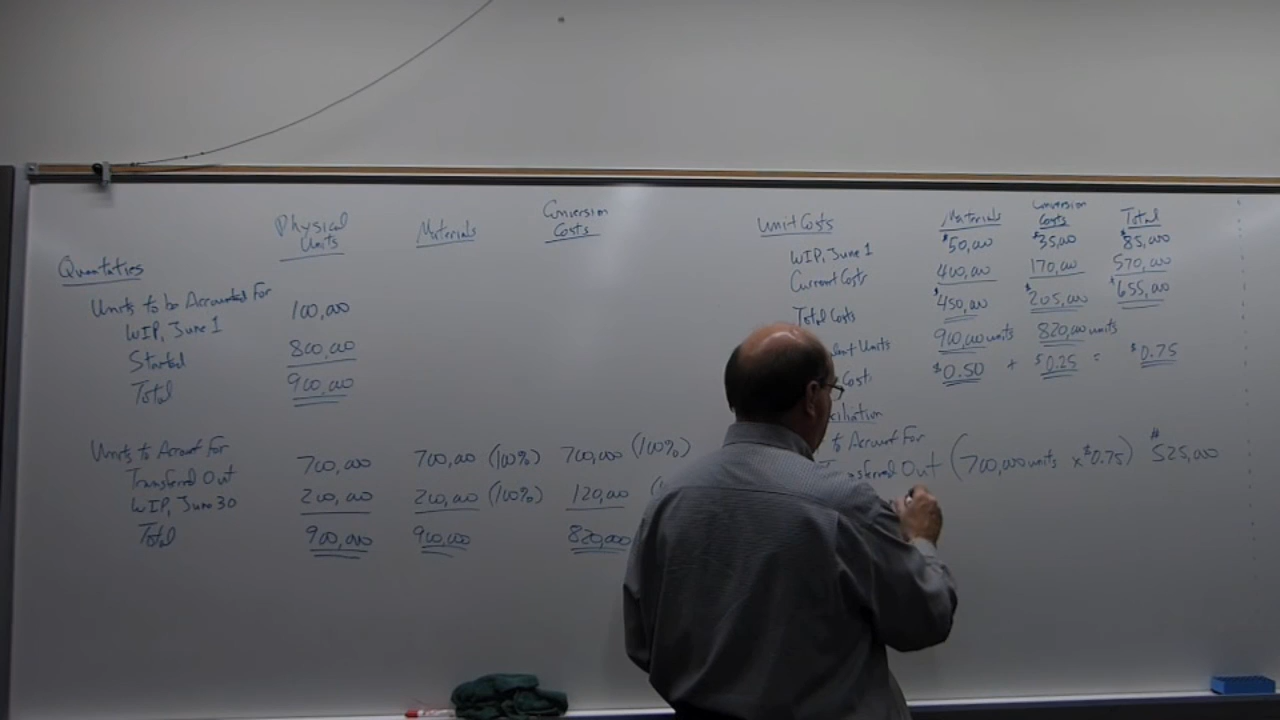 Physical Units Materials Conversion Costs
Quantities
Units to be Accounted For
WIP, June 1 100,000
Started 800,000
Total 900,000
Units to Account For
Transferred Out 700,000 700,000 (100%) 700,000 (100%)
WIP, June 30 200,000 200,000 (100%) 120,000 (
Total 900,000 900,000 820,000
Unit Costs Materials Conversion Costs Total
WIP, June 1 $50,000 $35,000 $85,000
Current Costs 400,000 170,000 570,000
Total Costs $450,000 $205,000 $655,000
Units 900,000 units 820,000 units
Cost $0.50 + $0.25 = $0.75
to Account For
Out (700,000 units x $0.75) $525,000